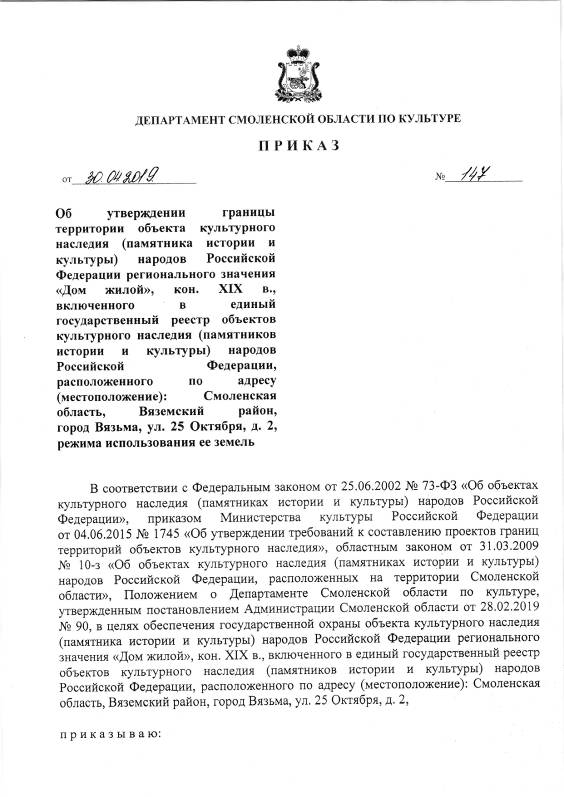 ДЕПАРТАМЕНТ СМОЛЕНСКОЙ ОБЛАСТИ ПО КУЛЬТУРЕ
П Р И К А З
от 30.04.2019 № 147
Об утверждении границы
территории объекта культурного
наследия (памятника истории и
культуры) народов Российской
Федерации регионального значения
«Дом жилой», кон. XIX в.,
включенного в единый
государственный реестр объектов
культурного наследия (памятников
истории и культуры) народов
Российской Федерации,
расположенного по адресу
(местоположение): Смоленская
область, Вяземский район,
город Вязьма, ул. 25 Октября, д. 2,
режима использования ее земель
В соответствии с Федеральным законом от 25.06.2002 № 73-ФЗ «Об объектах
культурного наследия (памятниках истории и культуры) народов Российской
Федерации», приказом Министерства культуры Российской Федерации
от 04.06.2015 № 1745 «Об утверждении требований к составлению проектов границ
территорий объектов культурного наследия», областным законом от 31.03.2009
№ 10-з «Об объектах культурного наследия (памятниках истории и культуры)
народов Российской Федерации, расположенных на территории Смоленской
области», Положением о Департаменте Смоленской области по культуре,
утвержденным постановлением Администрации Смоленской области от 28.02.2019
№ 90, в целях обеспечения государственной охраны объекта культурного наследия
(памятника истории и культуры) народов Российской Федерации регионального
значения «Дом жилой», кон. XIX в., включенного в единый государственный реестр
объектов культурного наследия (памятников истории и культуры) народов
Российской Федерации, расположенного по адресу (местоположение): Смоленская
область, Вяземский район, город Вязьма, ул. 25 Октября, д. 2,
п р и к а з ы в а ю: